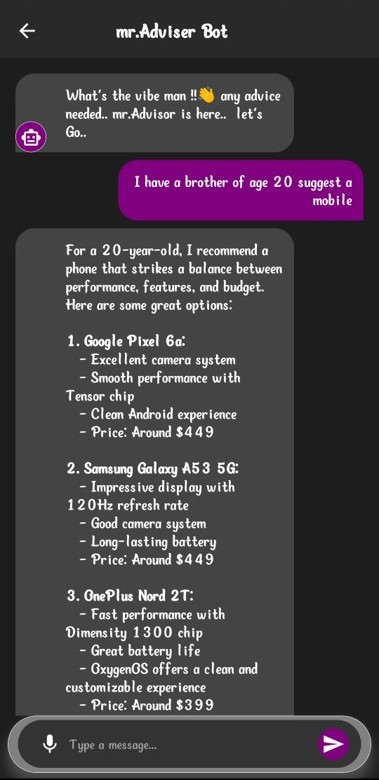 mr.Adviser Bot
What's the vibe man !!👋 any advice
needed.. mr.Advisor is here.. let's
Go..
I have a brother of age 20 suggest a
mobile
For a 20-year-old, I recommend a
phone that strikes a balance between
performance, features, and budget.
Here are some great options:
1. Google Pixel 6a:
- Excellent camera system
- Smooth performance with
Tensor chip
- Clean Android experience
- Price: Around $449
2. Samsung Galaxy A53 5G:
- Impressive display with
120Hz refresh rate
- Good camera system
- Long-lasting battery
- Price: Around $449
3. OnePlus Nord 2T:
- Fast performance with
Dimensity 1300 chip
- Great battery life
- OxygenOS offers a clean and
customizable experience
- Price: Around $399
Type a message...